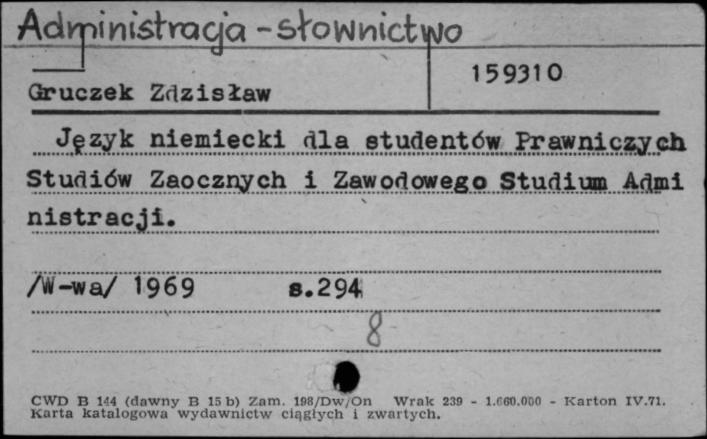 Administracja - słownictwo
159310
Gruczek Zdzisław
Język niemiecki dla studentów Prawniczych
Studiów Zaocznych i Zawodowego Studium Admi
nistracji.
/W-wa/ 1969 s.294
8
CWD B 144 (dawny B 15 b) Zam. 198/Dw/On Wrak 239 - 1.660.000 - Karton IV.71.
Karta katalogowa wydawnictw ciągłych i zwartych.